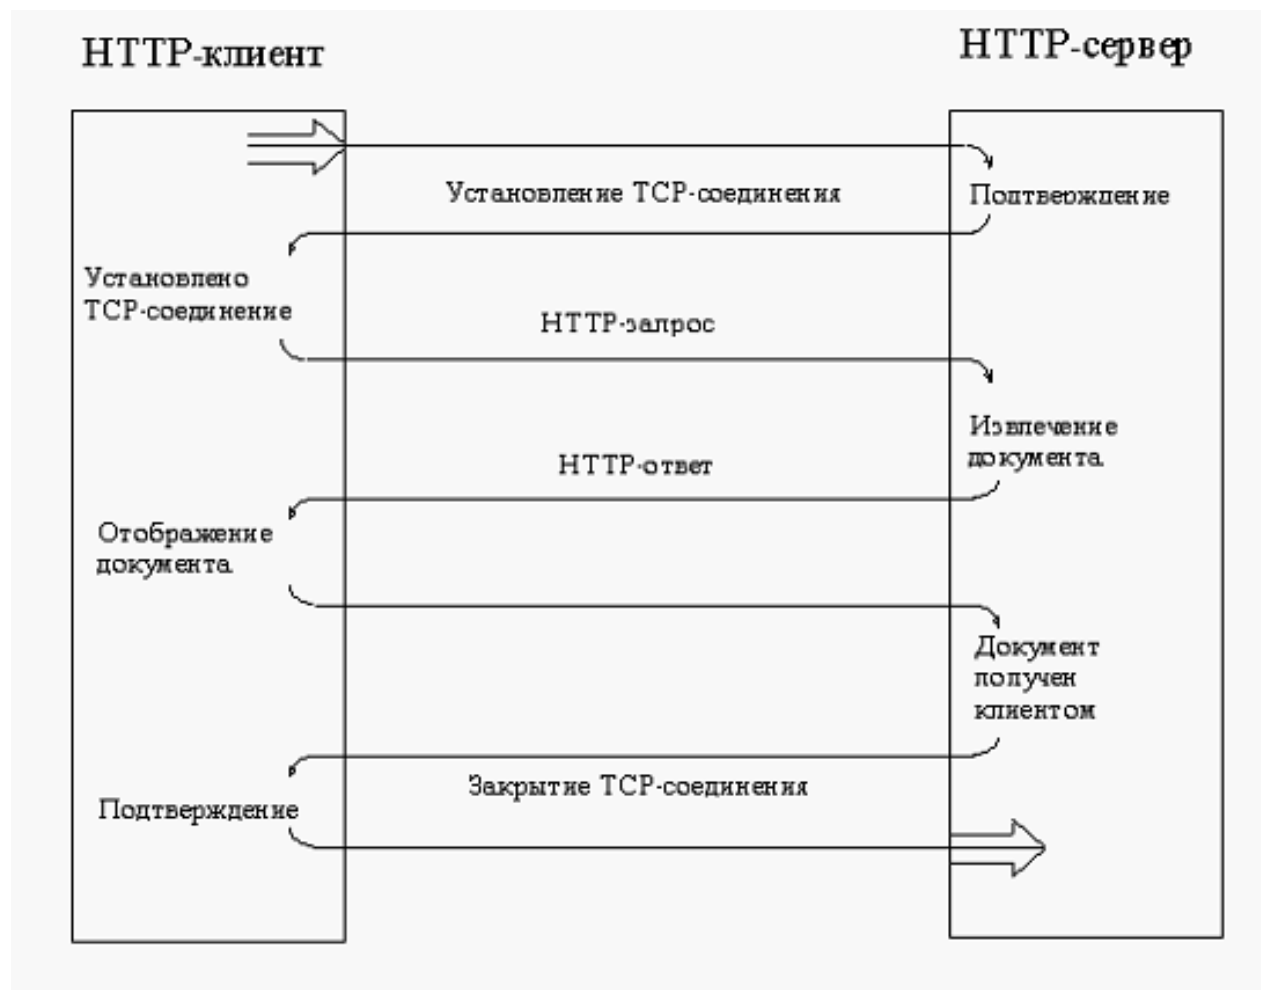 HTTP-клиент
HTTP-сервер
Установление TCP-соединения
Подтверждение
Установлено
TCP-соединение
HTTP-запрос
Извлечение
документа
HTTP-ответ
Отображение
документа
Документ
получен
клиентом
Закрытие TCP-соединения
Подтверждение